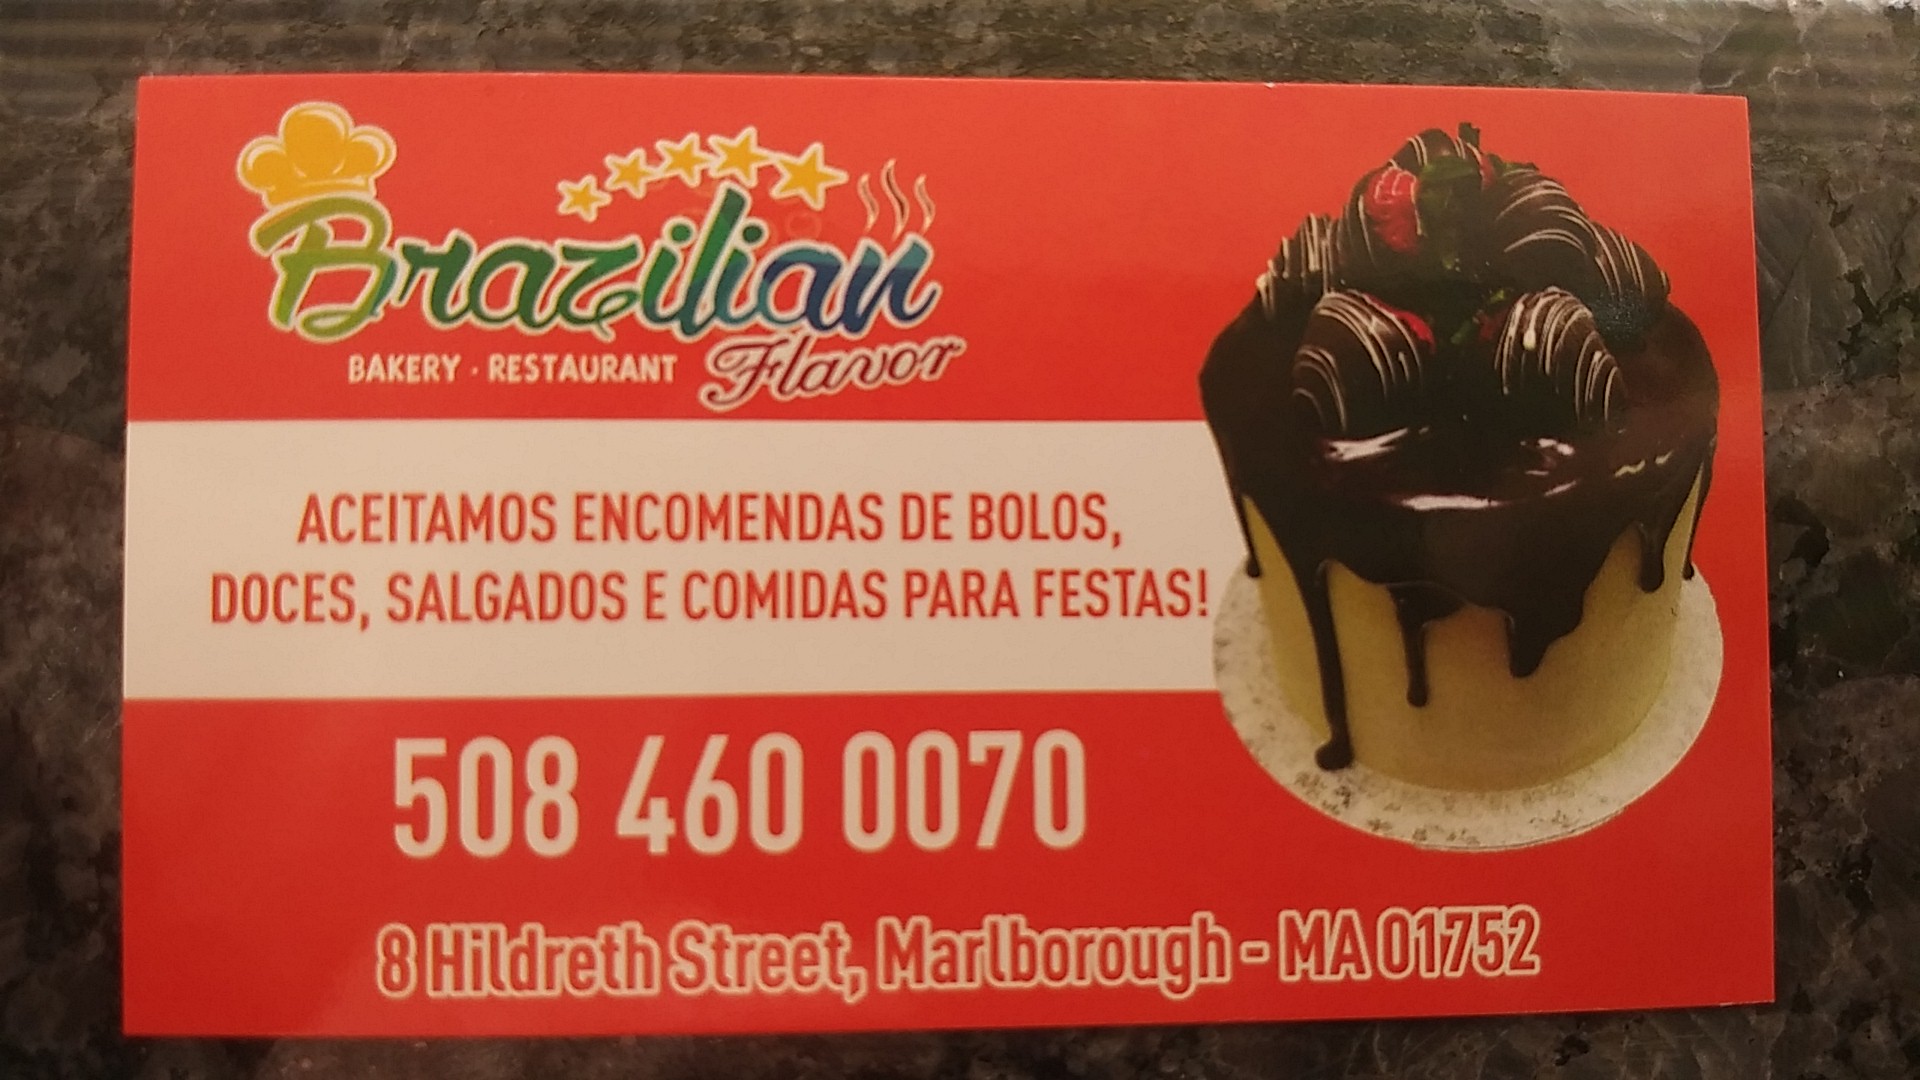 Brazilian
BAKERY · RESTAURANT Flavor
ACEITAMOS ENCOMENDAS DE BOLOS,
DOCES, SALGADOS E COMIDAS PARA FESTAS!
508 460 0070
8 Hildreth Street, Marlborough - MA 01752